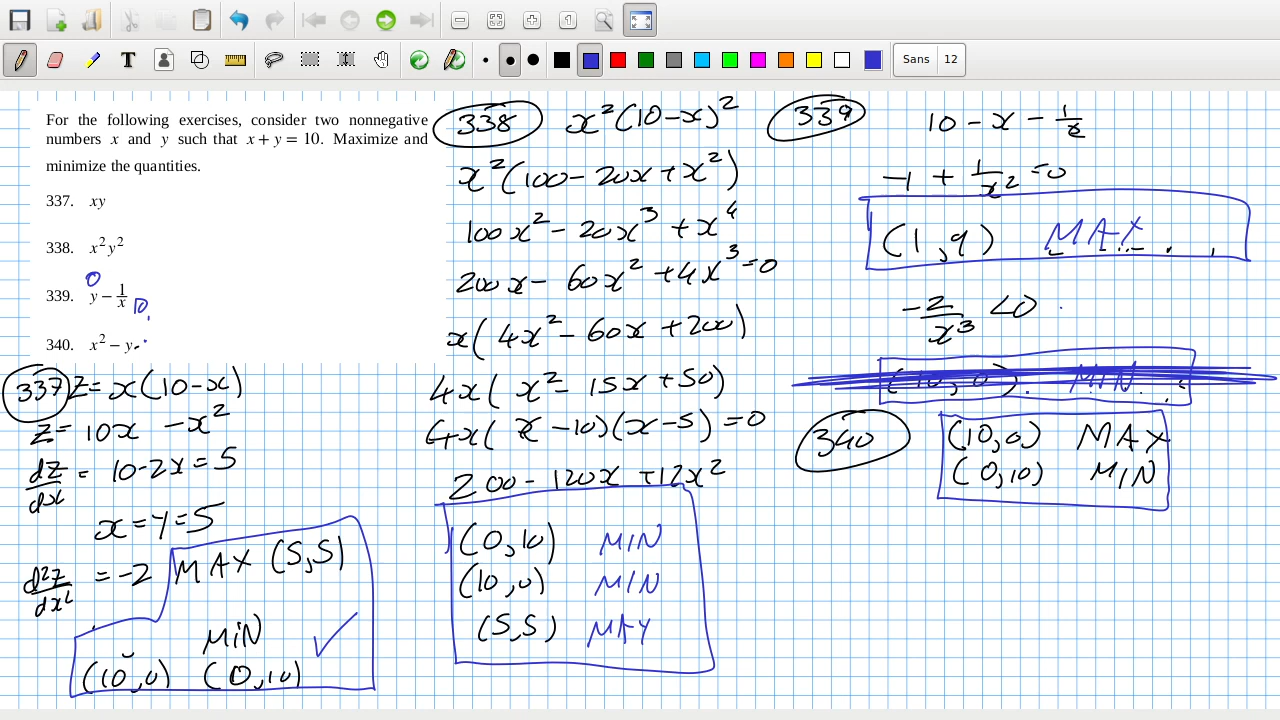 Sans 12
For the following exercises, consider two nonnegative
numbers x and y such that x + y = 10. Maximize and
minimize the quantities.
337. xy
338. x²y²
0
339. y − 1/x 10
340. x² − y
337 Z = x(10-x)
Z = 10x - x²
dz/dx = 10-2x = 5
x = y = 5
d²z/dx² = -2
MAX (5,5)
MIN
(10,0) (0,10)
338 x²(10-x)²
x²(100-20x+x²)
100x² - 20x³ + x⁴
200x - 60x² + 4x³ = 0
x(4x² - 60x + 200)
4x(x² - 15x + 50)
4x(x - 10)(x - 5) = 0
200 - 120x + 12x²
(0,10) MIN
(10,0) MIN
(5,5) MAX
339 10 - x - 1/x
-1 + 1/x² = 0
(1,9) MAX
-2/x³ < 0
(10,0) MIN
340 (10,0) MAX
(0,10) MIN